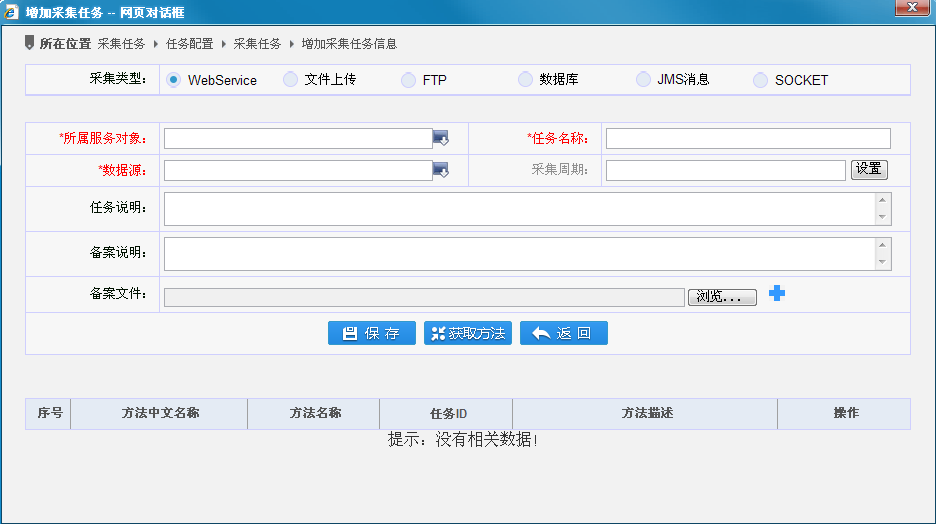 增加采集任务 -- 网页对话框
所在位置 采集任务 任务配置 采集任务 增加采集任务信息
采集类型: WebService 文件上传 FTP 数据库 JMS消息 SOCKET
*所属服务对象: *任务名称:
*数据源: 采集周期: 设置
任务说明:
备案说明:
备案文件: 浏览...
保 存 获取方法 返 回
序号 方法中文名称 方法名称 任务ID 方法描述 操作
提示：没有相关数据!